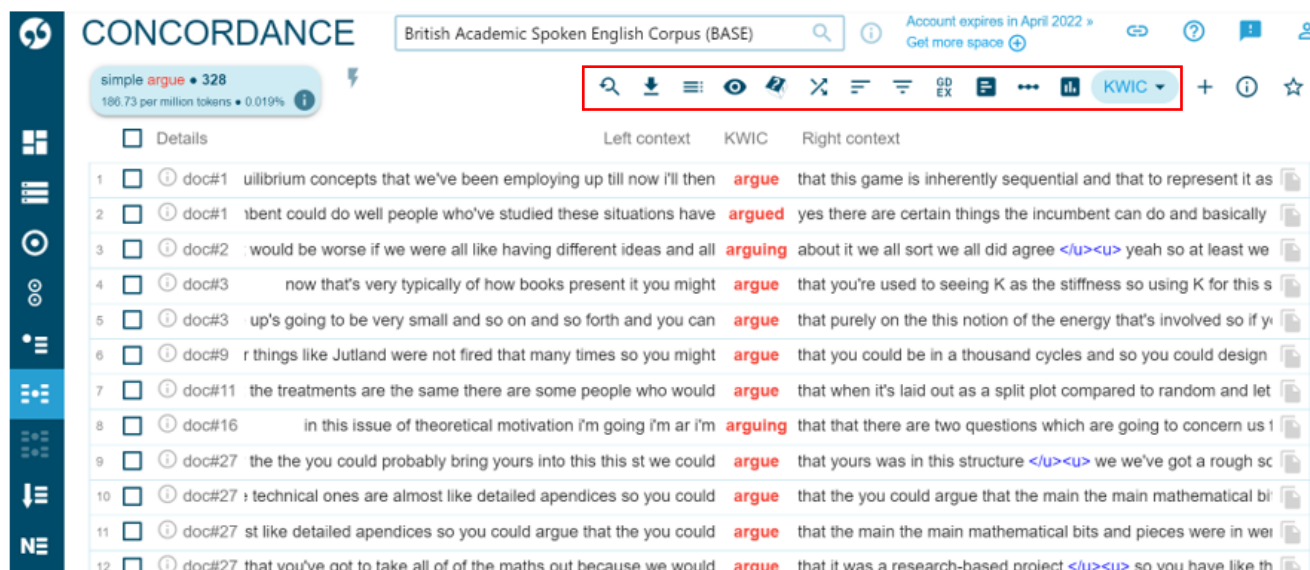 CONCORDANCE
British Academic Spoken English Corpus (BASE)
Account expires in April 2022 »
Get more space
simple argue • 328
186.73 per million tokens • 0.019%
GD
EX
KWIC
Details Left context KWIC Right context
1 doc#1 uilibrium concepts that we've been employing up till now i'll then argue that this game is inherently sequential and that to represent it as
2 doc#1 nbent could do well people who've studied these situations have argued yes there are certain things the incumbent can do and basically
3 doc#2 would be worse if we were all like having different ideas and all arguing about it we all sort we all did agree </u><u> yeah so at least we
4 doc#3 now that's very typically of how books present it you might argue that you're used to seeing K as the stiffness so using K for this s
5 doc#3 up's going to be very small and so on and so forth and you can argue that purely on the this notion of the energy that's involved so if
6 doc#9 r things like Jutland were not fired that many times so you might argue that you could be in a thousand cycles and so you could design
7 doc#11 the treatments are the same there are some people who would argue that when it's laid out as a split plot compared to random and let
8 doc#16 in this issue of theoretical motivation i'm going i'm ar i'm arguing that that there are two questions which are going to concern us
9 doc#27 the the you could probably bring yours into this this st we could argue that yours was in this structure </u><u> we we've got a rough sc
10 doc#27 technical ones are almost like detailed apendices so you could argue that the you could argue that the main the main mathematical bi
11 doc#27 st like detailed apendices so you could argue that the you could argue that the main the main mathematical bits and pieces were in wer
12 doc#27 that you've got to take all of of the maths out because we would argue that it was a research-based project </u><u> so you have like th
NE